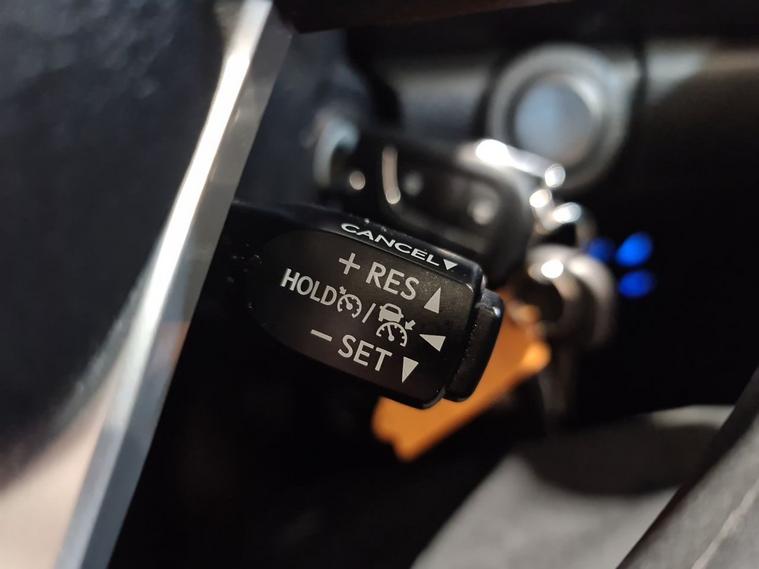 CANCEL▼
+ RES ▲
HOLD /
− SET ▼